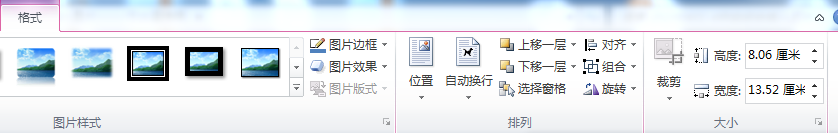 格式
图片边框
图片效果
图片版式
图片样式
位置
自动换行
上移一层
下移一层
选择窗格
对齐
组合
旋转
排列
裁剪
高度: 8.06 厘米
宽度: 13.52 厘米
大小